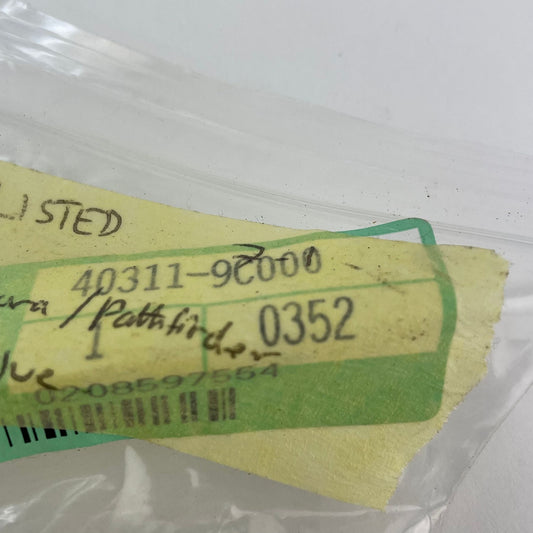 LISTED
40311-9C000
/Pathfinder
1 0352
0208597554